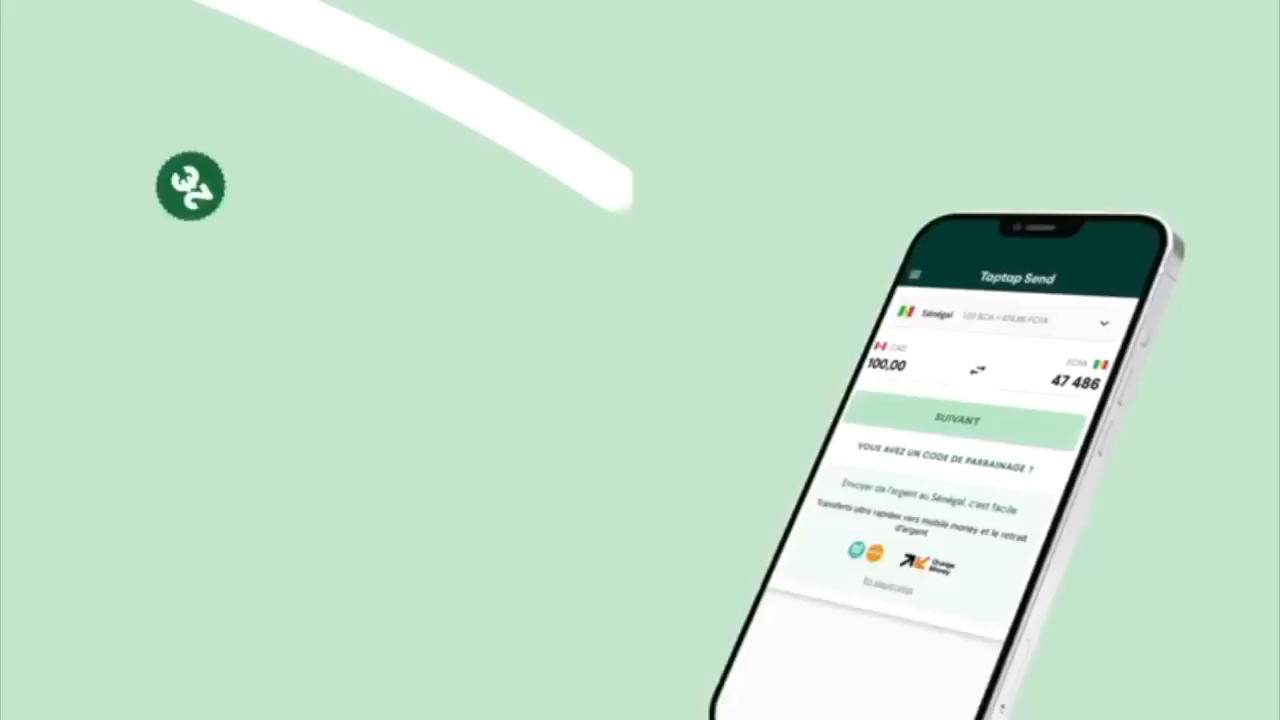 Taptap Send
Sénégal
CAD
FCFA
100,00
47 486
SUIVANT
VOUS AVEZ UN CODE DE PARRAINAGE ?
Envoyer de l'argent au Sénégal, c'est facile
Transferts ultra rapides vers mobile money et le retrait
d'argent
Orange
Money